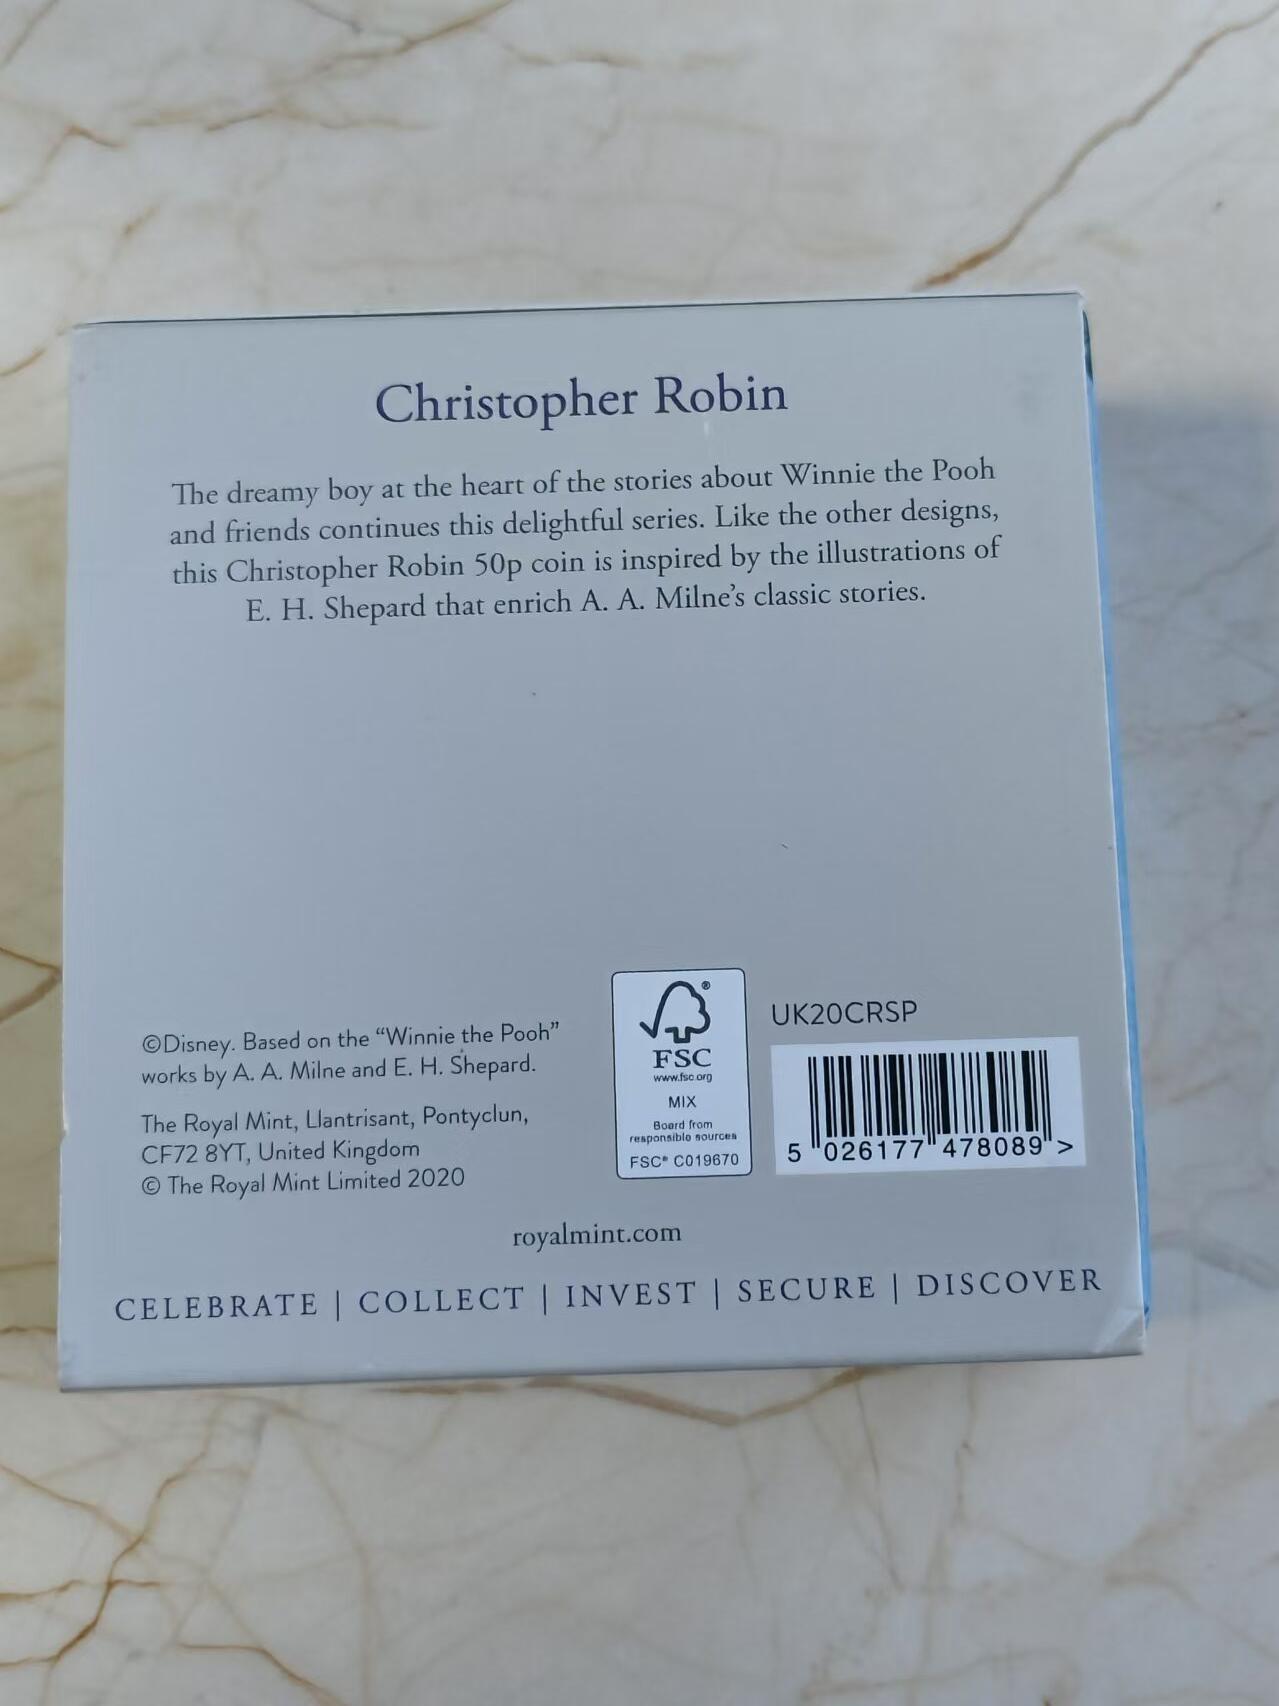 Christopher Robin
The dreamy boy at the heart of the stories about Winnie the Pooh
and friends continues this delightful series. Like the other designs,
this Christopher Robin 50p coin is inspired by the illustrations of
E. H. Shepard that enrich A. A. Milne's classic stories.
©Disney. Based on the “Winnie the Pooh”
works by A. A. Milne and E. H. Shepard.
The Royal Mint, Llantrisant, Pontyclun,
CF72 8YT, United Kingdom
© The Royal Mint Limited 2020
®
FSC
www.fsc.org
MIX
Board from
responsible sources
FSC® C019670
UK20CRSP
5 026177 478089 >
royalmint.com
CELEBRATE | COLLECT | INVEST | SECURE | DISCOVER